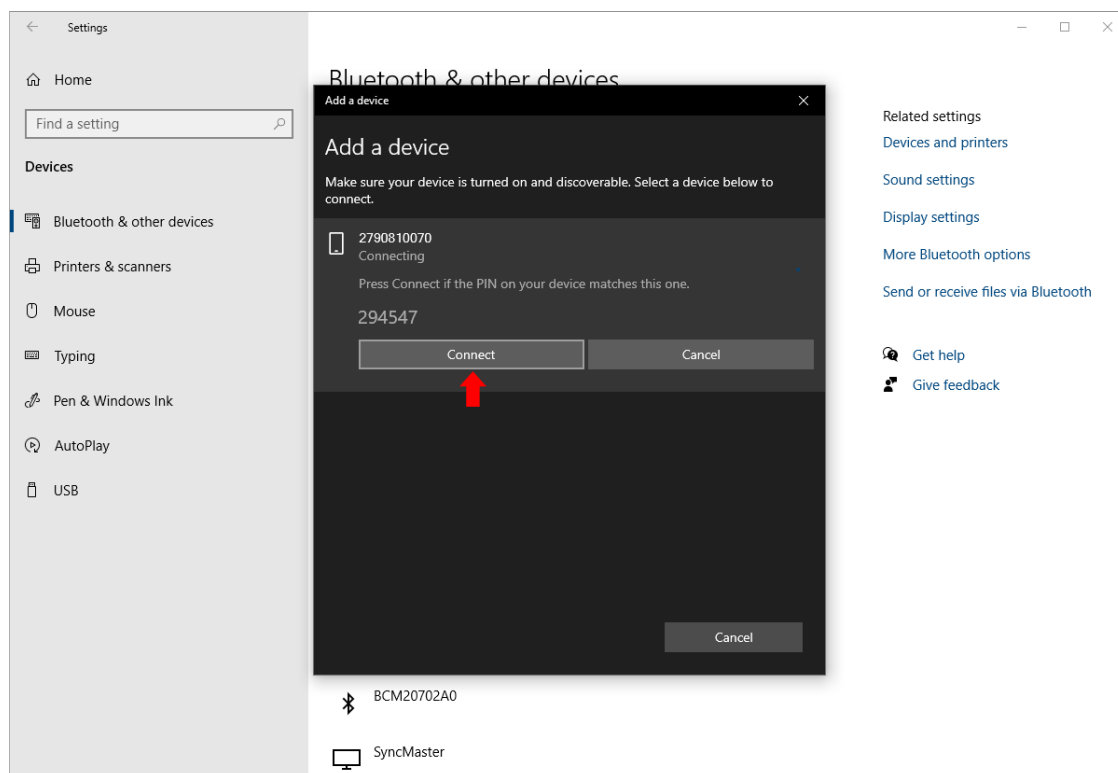 Settings
Home
Find a setting
Devices
Bluetooth & other devices
Printers & scanners
Mouse
Typing
Pen & Windows Ink
AutoPlay
USB
Bluetooth & other devices
Add a device
Add a device
Make sure your device is turned on and discoverable. Select a device below to
connect.
2790810070
Connecting
Press Connect if the PIN on your device matches this one.
294547
Connect
Cancel
Cancel
BCM20702A0
SyncMaster
Related settings
Devices and printers
Sound settings
Display settings
More Bluetooth options
Send or receive files via Bluetooth
Get help
Give feedback